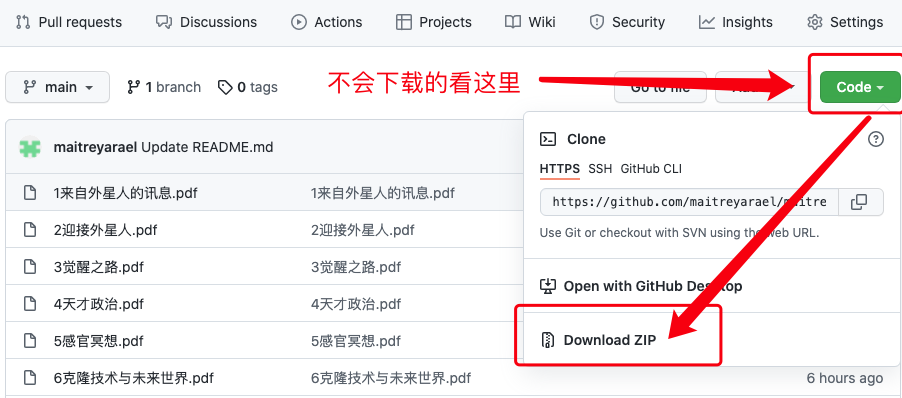 Pull requests Discussions Actions Projects Wiki Security Insights Settings
main 1 branch 0 tags 不会下载的看这里 Go to file Code
maitreyarael Update README.md
1来自外星人的讯息.pdf 1来自外星人的讯息.pdf
2迎接外星人.pdf 2迎接外星人.pdf
3觉醒之路.pdf 3觉醒之路.pdf
4天才政治.pdf 4天才政治.pdf
5感官冥想.pdf 5感官冥想.pdf
6克隆技术与未来世界.pdf 6克隆技术与未来世界.pdf 6 hours ago
Clone
HTTPS SSH GitHub CLI
https://github.com/maitreyarael/maitre
Use Git or checkout with SVN using the web URL.
Open with GitHub Desktop
Download ZIP